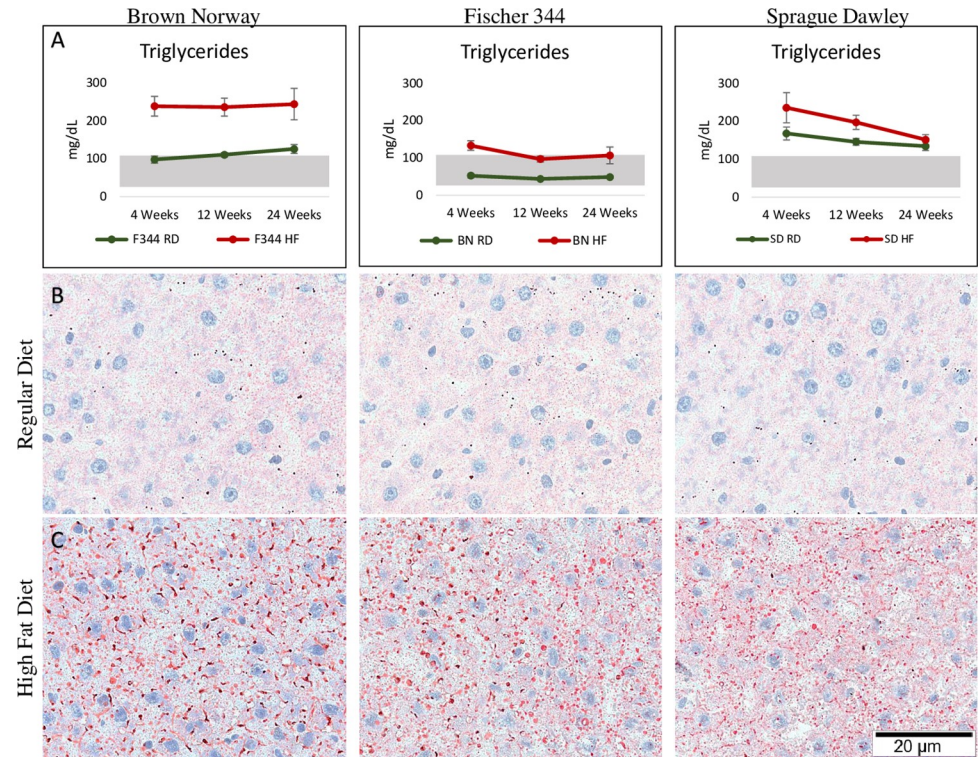 Brown Norway
Fischer 344
Sprague Dawley
A
Triglycerides
300
200
100
0
mg/dL
4 Weeks 12 Weeks 24 Weeks
F344 RD F344 HF
Triglycerides
300
200
100
0
mg/dL
4 Weeks 12 Weeks 24 Weeks
BN RD BN HF
Triglycerides
300
200
100
0
mg/dL
4 Weeks 12 Weeks 24 Weeks
SD RD SD HF
Regular Diet
B
High Fat Diet
C
20 µm